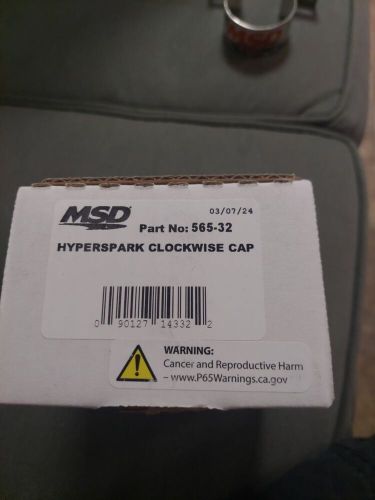 MSD
MSD
03/07/24
Part No: 565-32
HYPERSPARK CLOCKWISE CAP
0 90127 14332 2
WARNING:
Cancer and Reproductive Harm
– www.P65Warnings.ca.gov